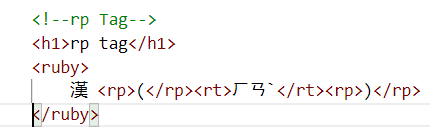 <!--rp Tag-->
<h1>rp tag</h1>
<ruby>
漢 <rp>(</rp><rt>ㄏㄢˋ</rt><rp>)</rp>
</ruby>